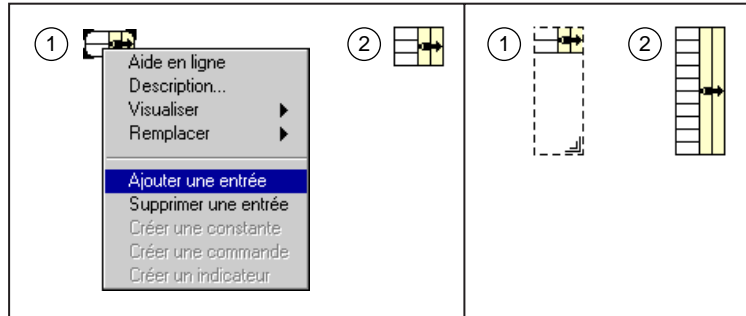 1
2
1
2
Aide en ligne
Description...
Visualiser
Remplacer
Ajouter une entrée
Supprimer une entrée
Créer une constante
Créer une commande
Créer un indicateur